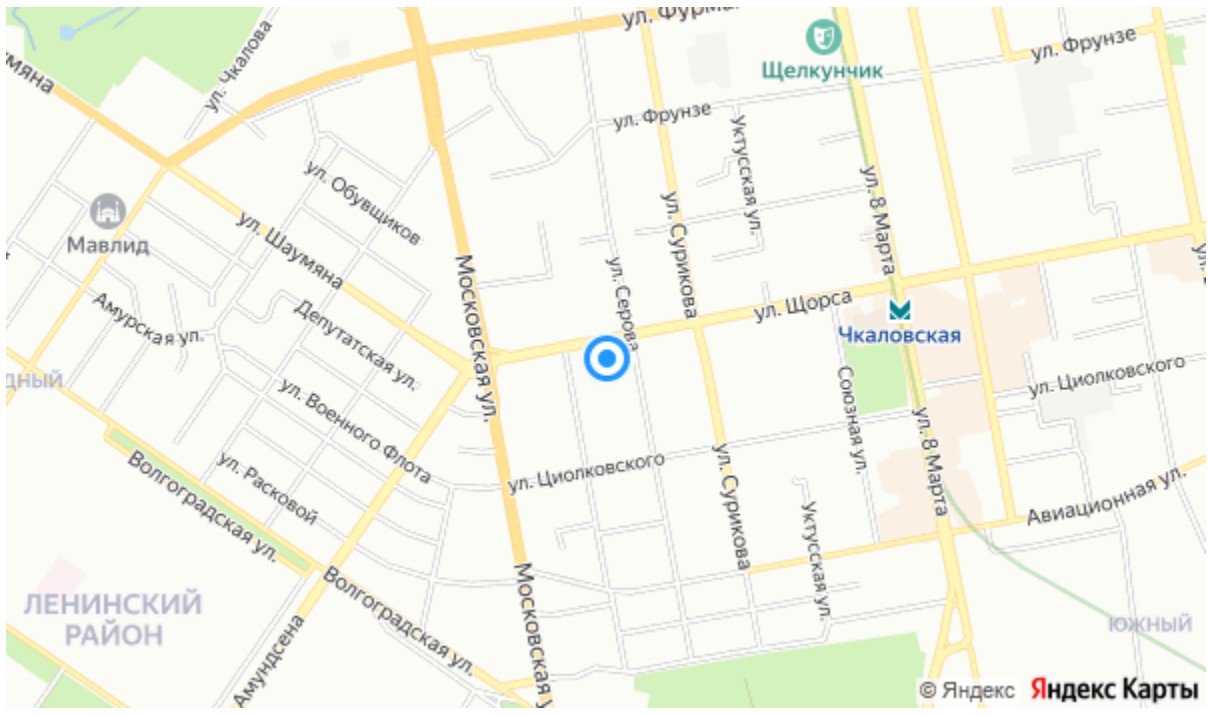 ул. Фурма
ул. Чкалова
умяна
Щелкунчик
ул. Фрунзе
ул. Фрунзе
Уктусская ул.
ул. Обувщиков
ул. 8 Марта
Мавлид
ул. Шаумяна
ул. Сурикова
Московская ул.
ул. Серова
ул. Щорса
Амурская ул.
Депутатская ул.
Чкаловская
дный
ул. Циолковского
Союзная ул.
ул. Военного Флота
ул. 8 Марта
ул. Циолковского
Волгоградская ул.
ул. Расковой
ул. Сурикова
Уктусская ул.
Авиационная ул.
ЛЕНИНСКИЙ
РАЙОН
Волгоградская ул.
Московская у
южный
Амундсена
© Яндекс Яндекс Карты